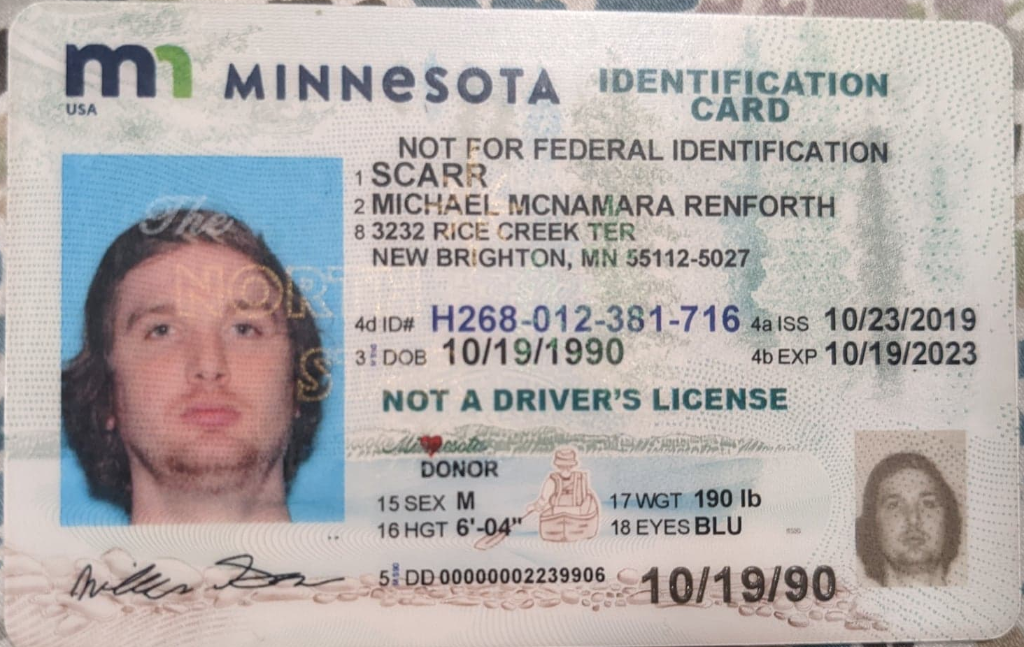 mn
USA
MINNeSOTA
IDENTIFICATION
CARD
NOT FOR FEDERAL IDENTIFICATION
1 SCARR
2 MICHAEL MCNAMARA RENFORTH
8 3232 RICE CREEK TER
NEW BRIGHTON, MN 55112-5027
4d ID# H268-012-381-716 4a ISS 10/23/2019
3 DOB 10/19/1990 4b EXP 10/19/2023
NOT A DRIVER'S LICENSE
The
NORTH
Minnesota
DONOR
15 SEX M 17 WGT 190 lb
16 HGT 6'-04" 18 EYES BLU
5 DD 00000002239906 10/19/90